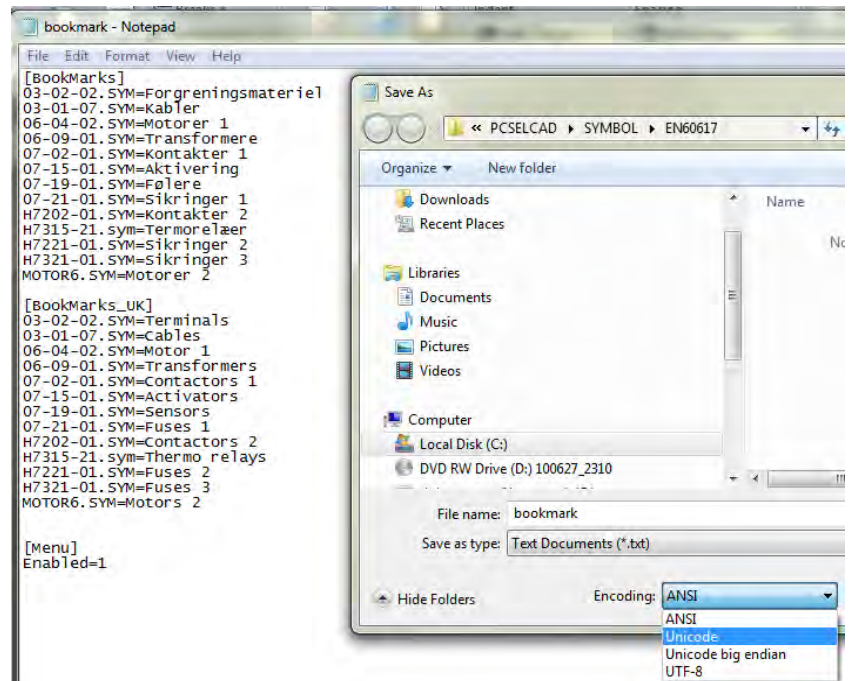 bookmark - Notepad
File Edit Format View Help
[BookMarks]
03-02-02.SYM=Forgreningsmateriel
03-01-07.SYM=Kabler
06-04-02.SYM=Motorer 1
06-09-01.SYM=Transformere
07-02-01.SYM=Kontakter 1
07-15-01.SYM=Aktivering
07-19-01.SYM=Følere
07-21-01.SYM=Sikringer 1
H7202-01.SYM=Kontakter 2
H7315-21.sym=Termorelæer
H7221-01.SYM=Sikringer 2
H7321-01.SYM=Sikringer 3
MOTOR6.SYM=Motorer 2
[BookMarks_UK]
03-02-02.SYM=Terminals
03-01-07.SYM=Cables
06-04-02.SYM=Motor 1
06-09-01.SYM=Transformers
07-02-01.SYM=Contactors 1
07-15-01.SYM=Activators
07-19-01.SYM=Sensors
07-21-01.SYM=Fuses 1
H7202-01.SYM=Contactors 2
H7315-21.sym=Thermo relays
H7221-01.SYM=Fuses 2
H7321-01.SYM=Fuses 3
MOTOR6.SYM=Motors 2
[Menu]
Enabled=1
Save As
« PCSELCAD ▸ SYMBOL ▸ EN60617
Organize New folder
Downloads
Recent Places
Name
No
Libraries
Documents
Music
Pictures
Videos
Computer
Local Disk (C:)
DVD RW Drive (D:) 100627_2310
File name: bookmark
Save as type: Text Documents (*.txt)
Hide Folders
Encoding: ANSI
ANSI
Unicode
Unicode big endian
UTF-8